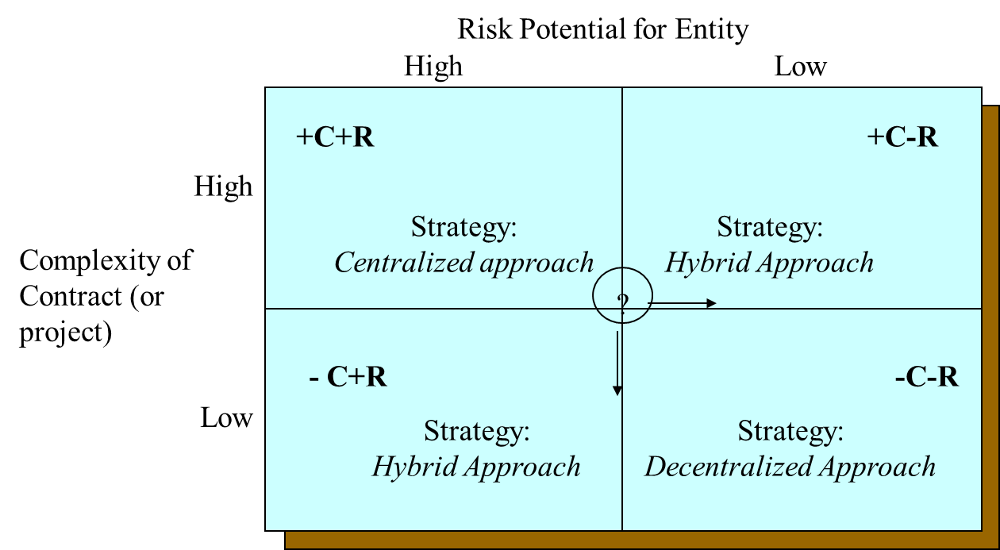 Risk Potential for Entity
High
Low
+C+R
+C-R
High
Strategy:
Centralized approach
Strategy:
Hybrid Approach
Complexity of
Contract (or
project)
?
- C+R
-C-R
Low
Strategy:
Hybrid Approach
Strategy:
Decentralized Approach